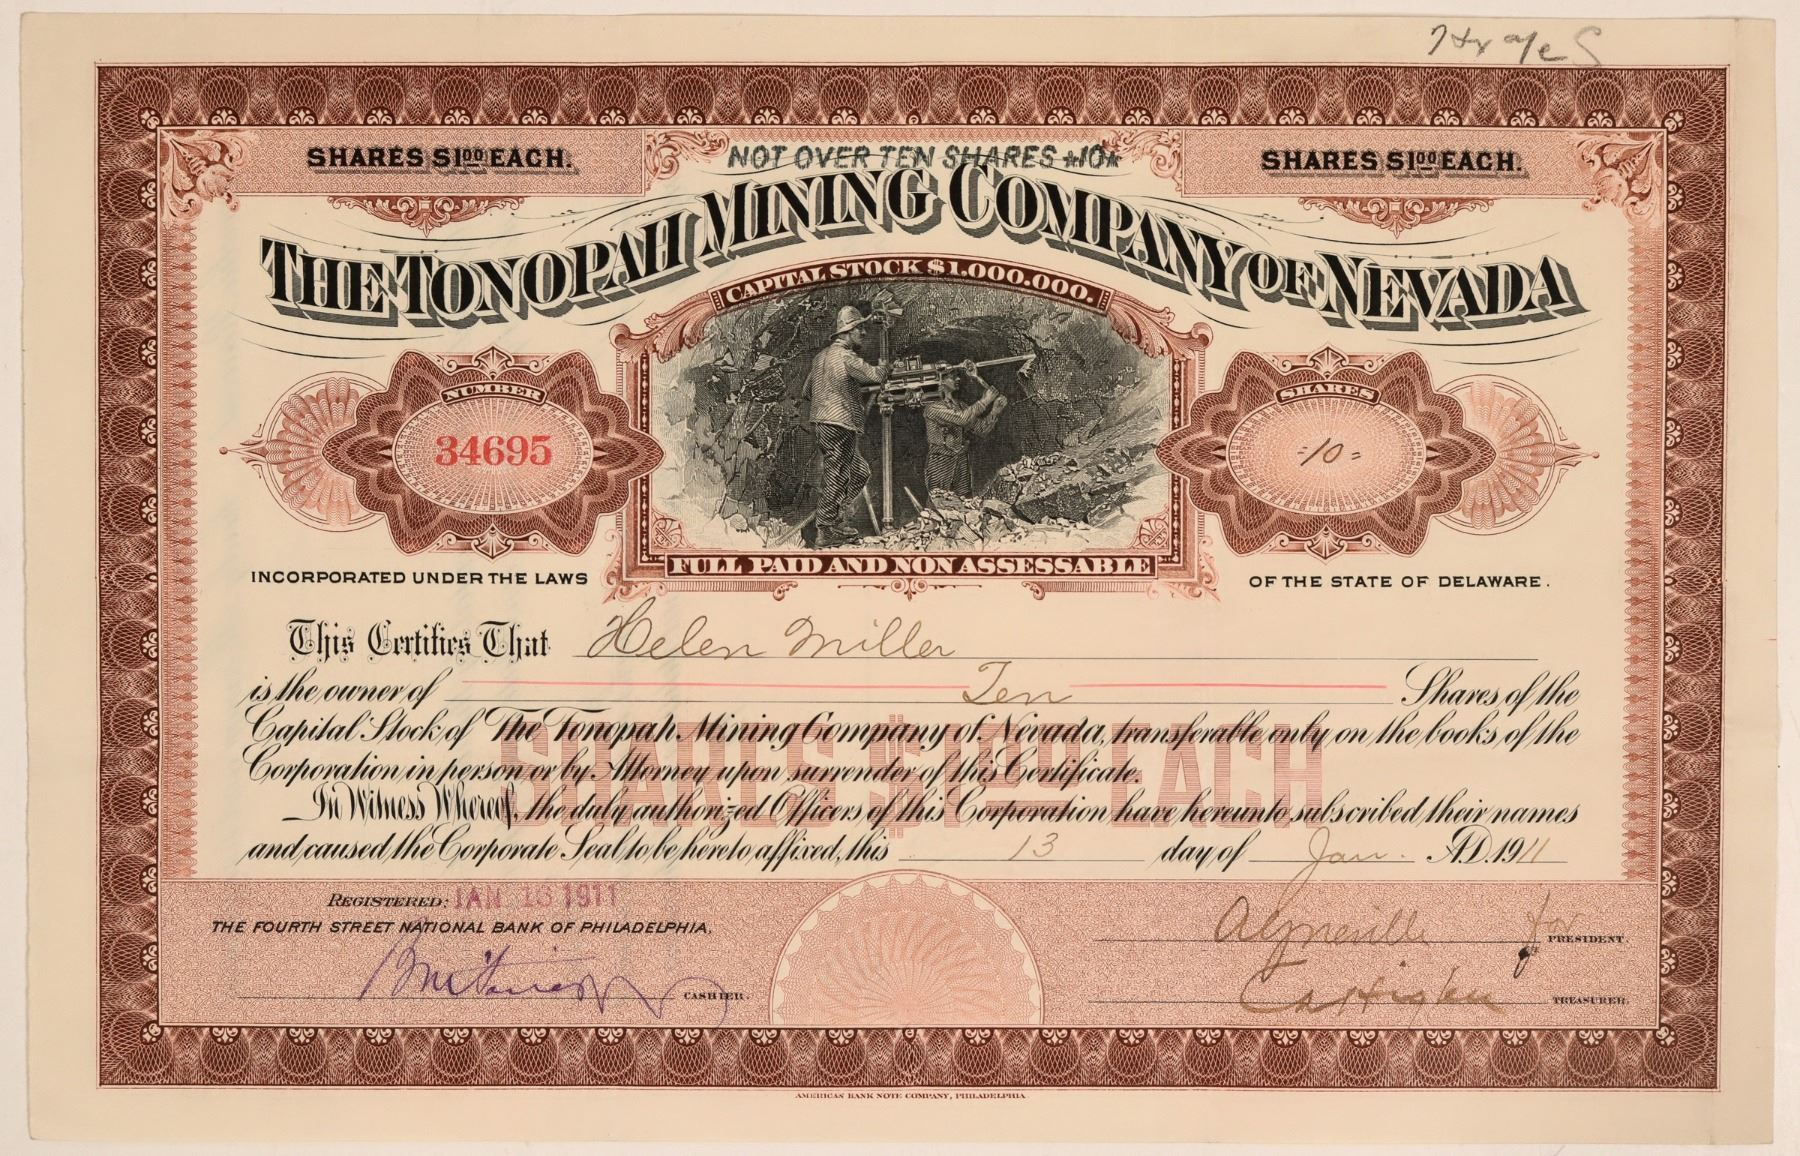 SHARES $1.00 EACH.
NOT OVER TEN SHARES *10*
SHARES $1.00 EACH.
THE TONOPAH MINING COMPANY OF NEVADA
CAPITAL STOCK $1,000.000.
NUMBER
34695
SHARES
-10=
FULL PAID AND NON ASSESSABLE
INCORPORATED UNDER THE LAWS
OF THE STATE OF DELAWARE.
This Certifies That Helen Miller
is the owner of Ten Shares of the
Capital Stock of The Tonopah Mining Company of Nevada, transferable only on the books of the
Corporation in person or by Attorney upon surrender of this Certificate.
In Witness Whereof, the duly authorized Officers of this Corporation have hereunto subscribed their names
and caused the Corporate Seal to be hereto affixed, this 13 day of Jan. A.D. 1911
SHARES $1.00 EACH
REGISTERED: JAN 16 1911
THE FOURTH STREET NATIONAL BANK OF PHILADELPHIA,
CASHIER.
PRESIDENT.
TREASURER.
AMERICAN BANK NOTE COMPANY, PHILADELPHIA